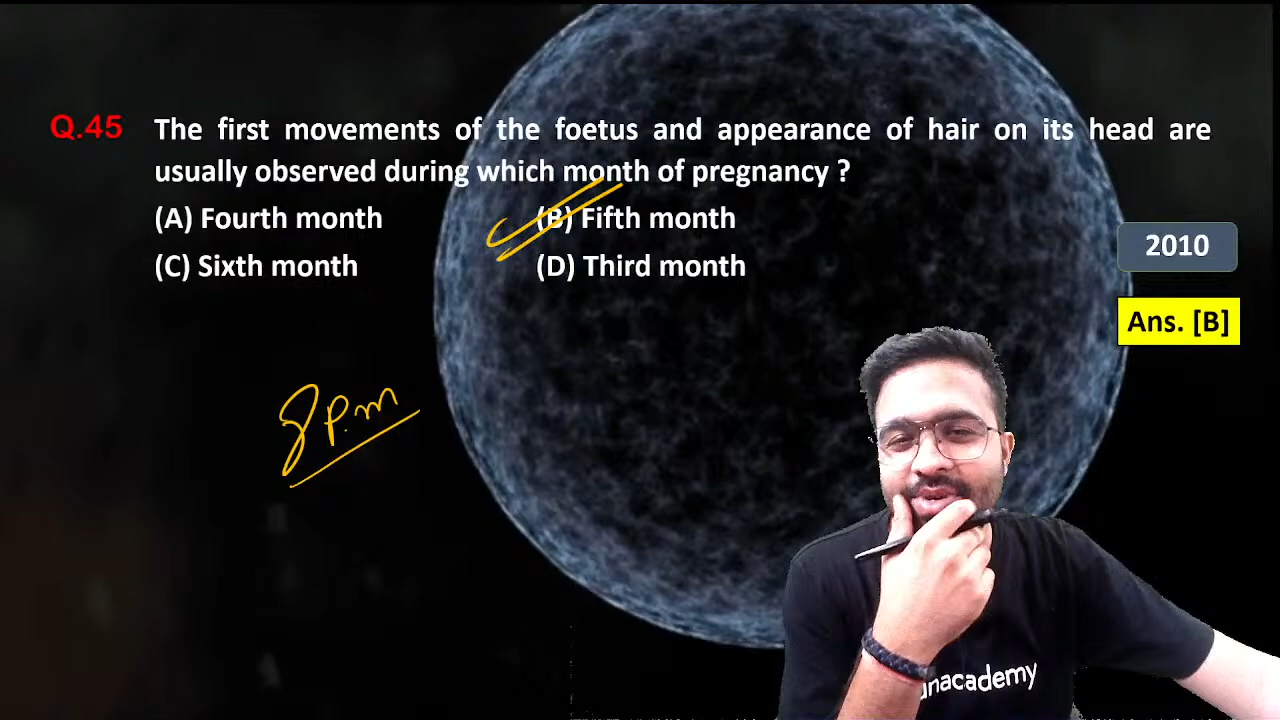 Q.45 The first movements of the foetus and appearance of hair on its head are
usually observed during which month of pregnancy ?
(A) Fourth month (B) Fifth month
(C) Sixth month (D) Third month
2010
Ans. [B]
8 p.m
unacademy